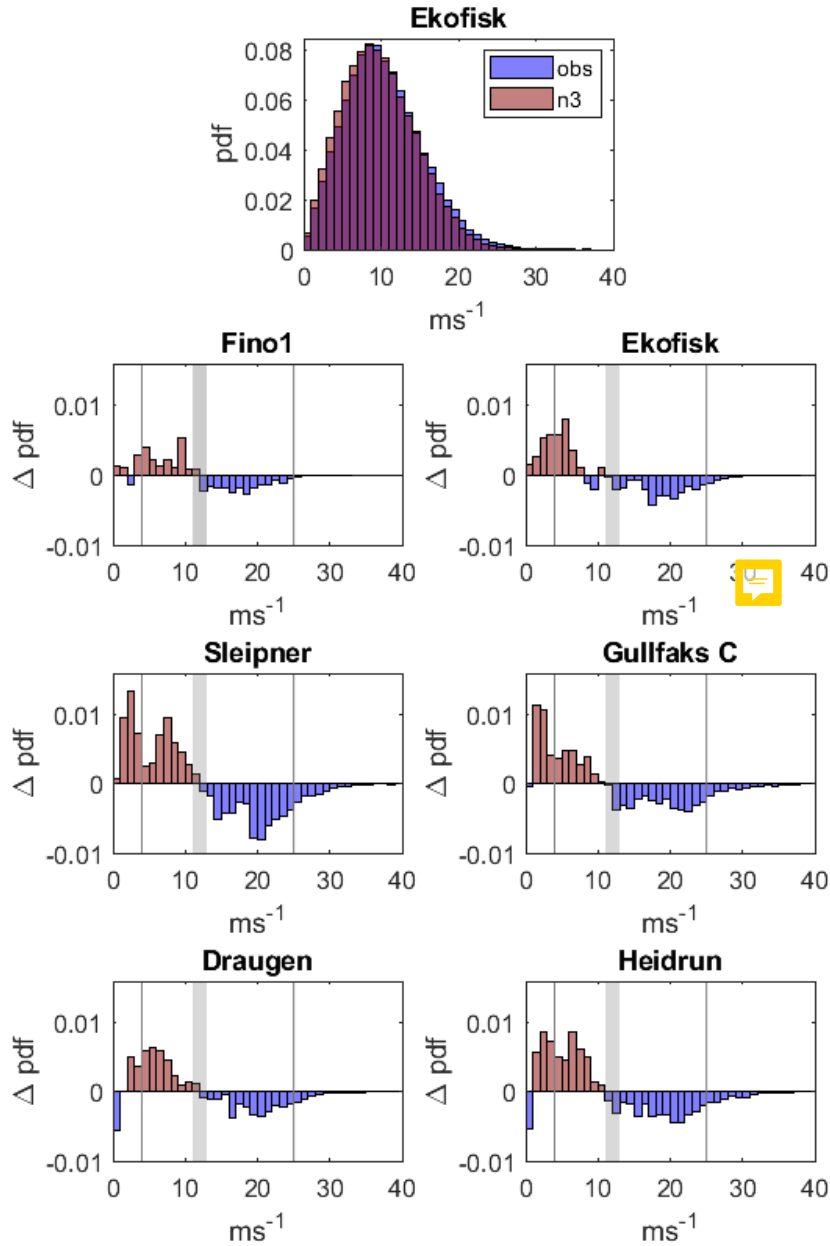 Ekofisk
0.08
0.06
0.04
0.02
0
pdf
obs
n3
0 10 20 30 40
ms-1
Fino1
0.01
0
-0.01
Δ pdf
0 10 20 30 40
ms-1
Ekofisk
0.01
0
-0.01
Δ pdf
0 10 20 30 40
ms-1
Sleipner
0.01
0
-0.01
Δ pdf
0 10 20 30 40
ms-1
Gullfaks C
0.01
0
-0.01
Δ pdf
0 10 20 30 40
ms-1
Draugen
0.01
0
-0.01
Δ pdf
0 10 20 30 40
ms-1
Heidrun
0.01
0
-0.01
Δ pdf
0 10 20 30 40
ms-1